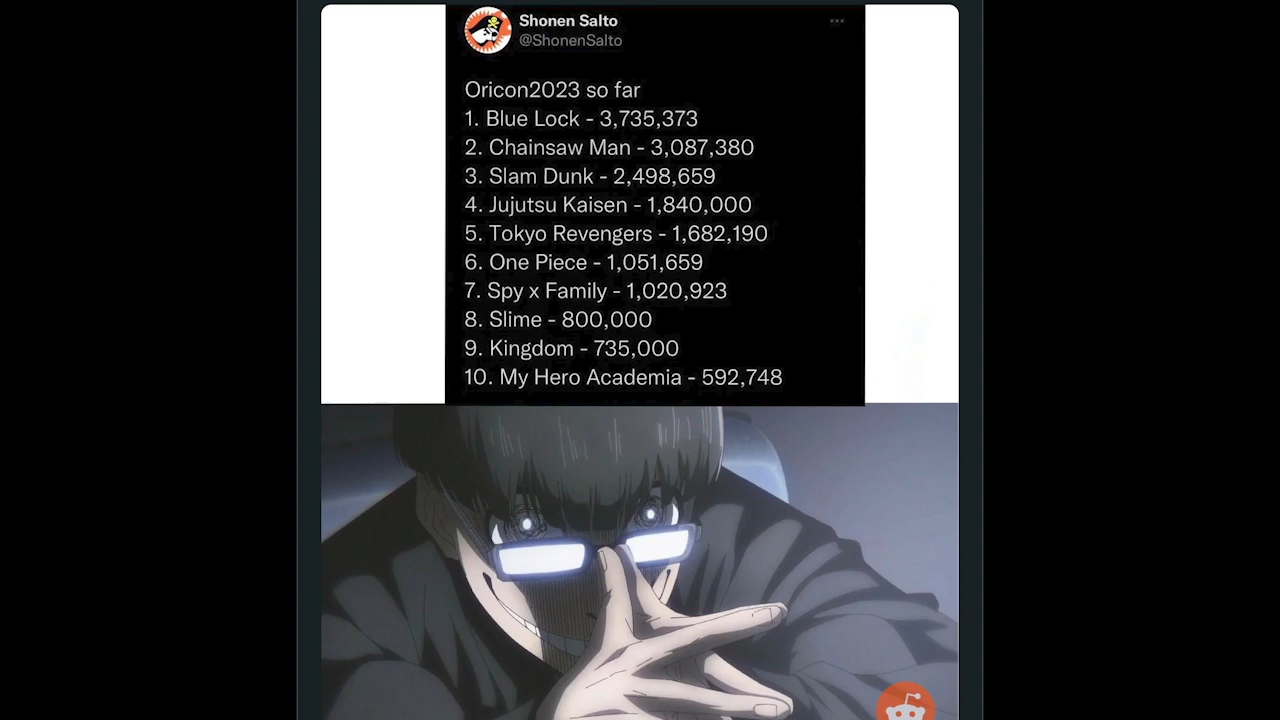 Shonen Salto
@ShonenSalto
Oricon2023 so far
1. Blue Lock - 3,735,373
2. Chainsaw Man - 3,087,380
3. Slam Dunk - 2,498,659
4. Jujutsu Kaisen - 1,840,000
5. Tokyo Revengers - 1,682,190
6. One Piece - 1,051,659
7. Spy x Family - 1,020,923
8. Slime - 800,000
9. Kingdom - 735,000
10. My Hero Academia - 592,748